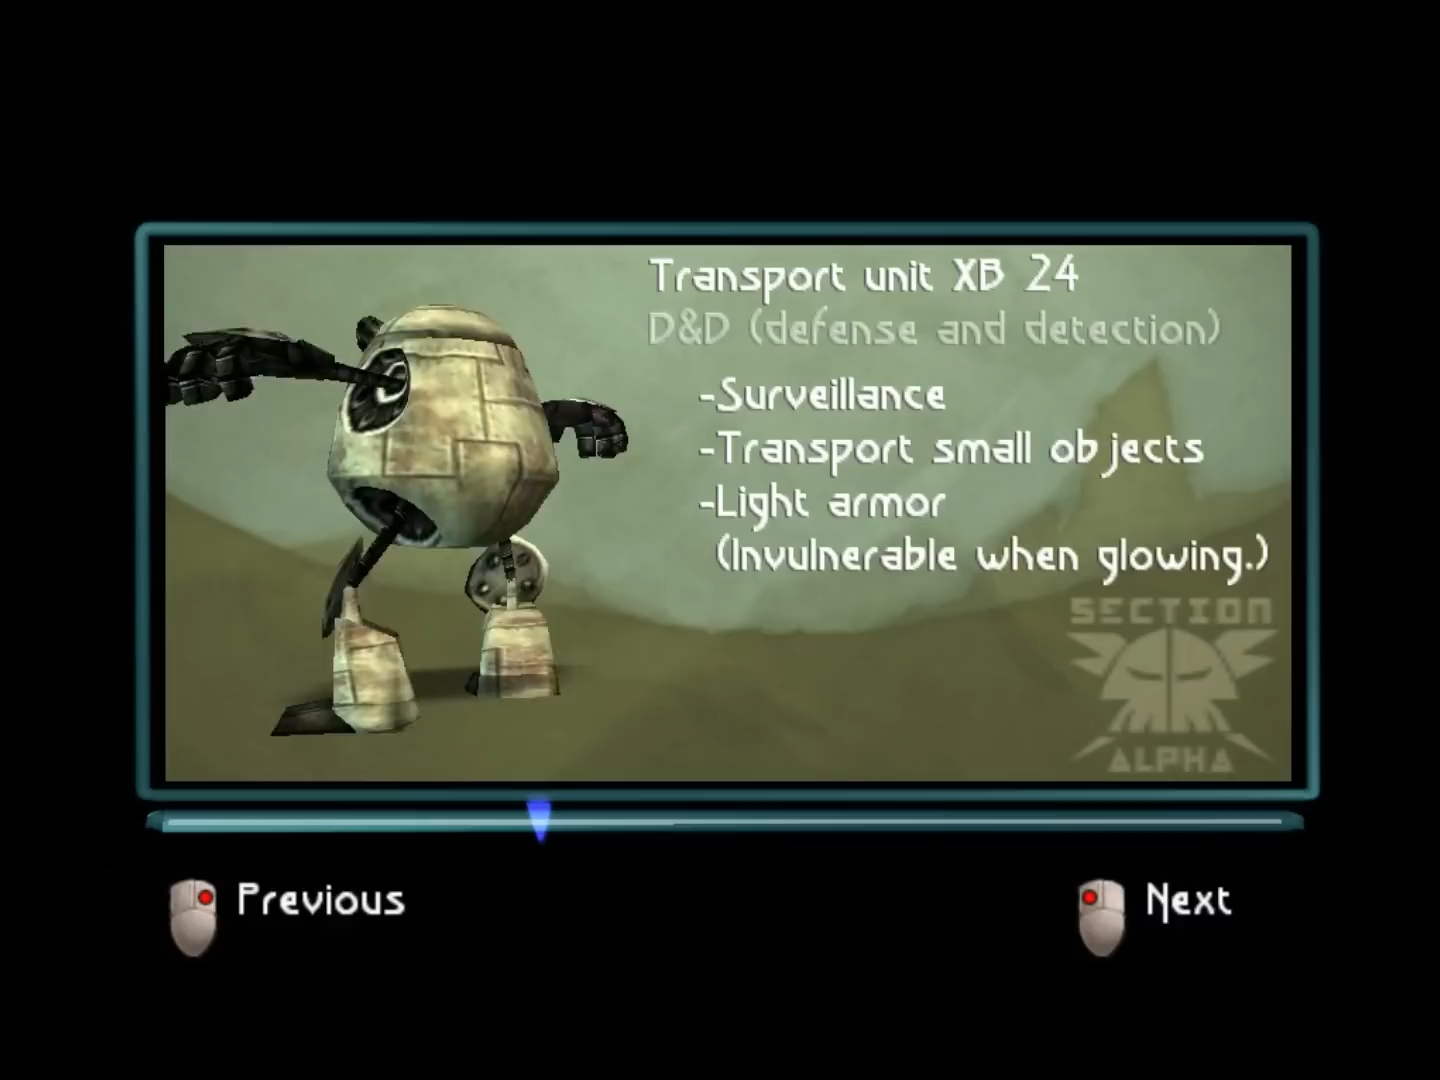 Transport unit XB 24
D&D (defense and detection)
-Surveillance
-Transport small objects
-Light armor
(Invulnerable when glowing.)
SECTION
ALPHA
Previous
Next